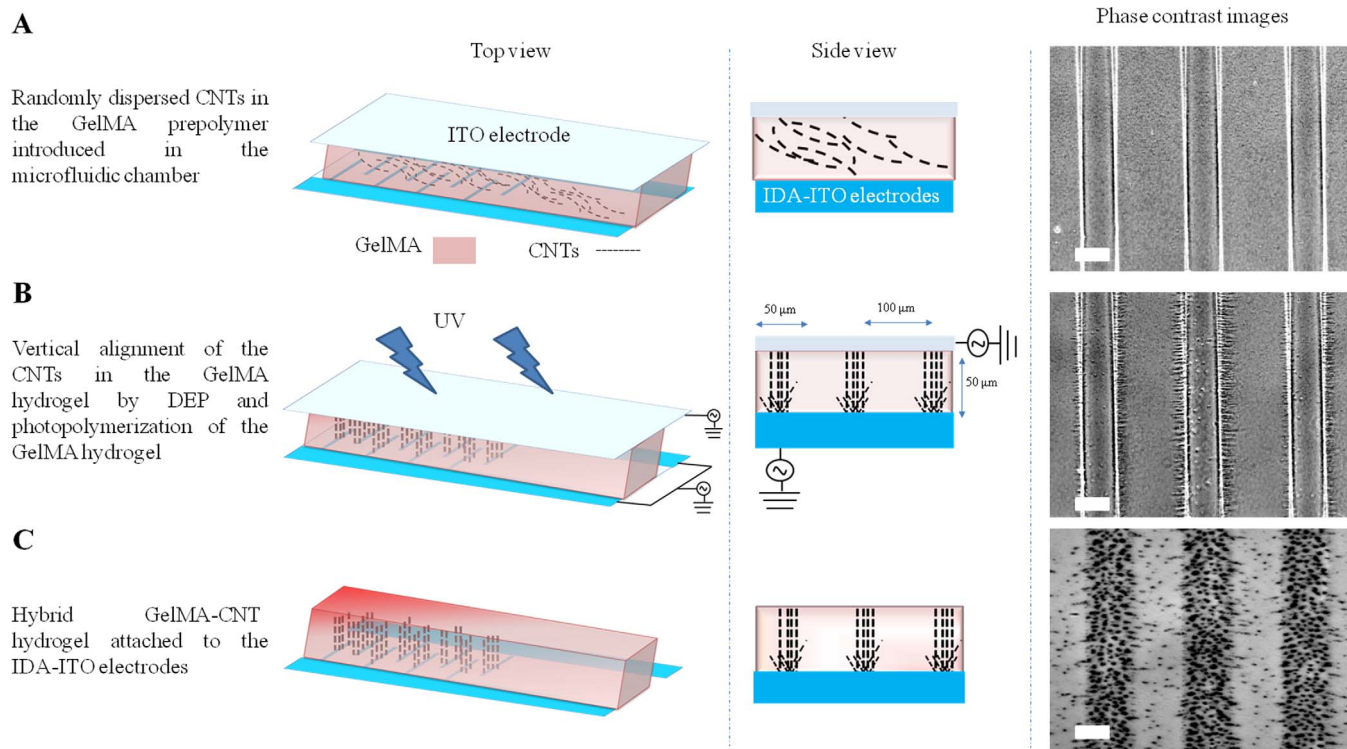 Phase contrast images
A
Top view
Side view
Randomly dispersed CNTs in
the GelMA prepolymer
introduced in the
microfluidic chamber
ITO electrode
IDA-ITO electrodes
GelMA
CNTs
B
UV
50 µm
100 µm
50 µm
Vertical alignment of the
CNTs in the GelMA
hydrogel by DEP and
photopolymerization of the
GelMA hydrogel
C
Hybrid GelMA-CNT
hydrogel attached to the
IDA-ITO electrodes